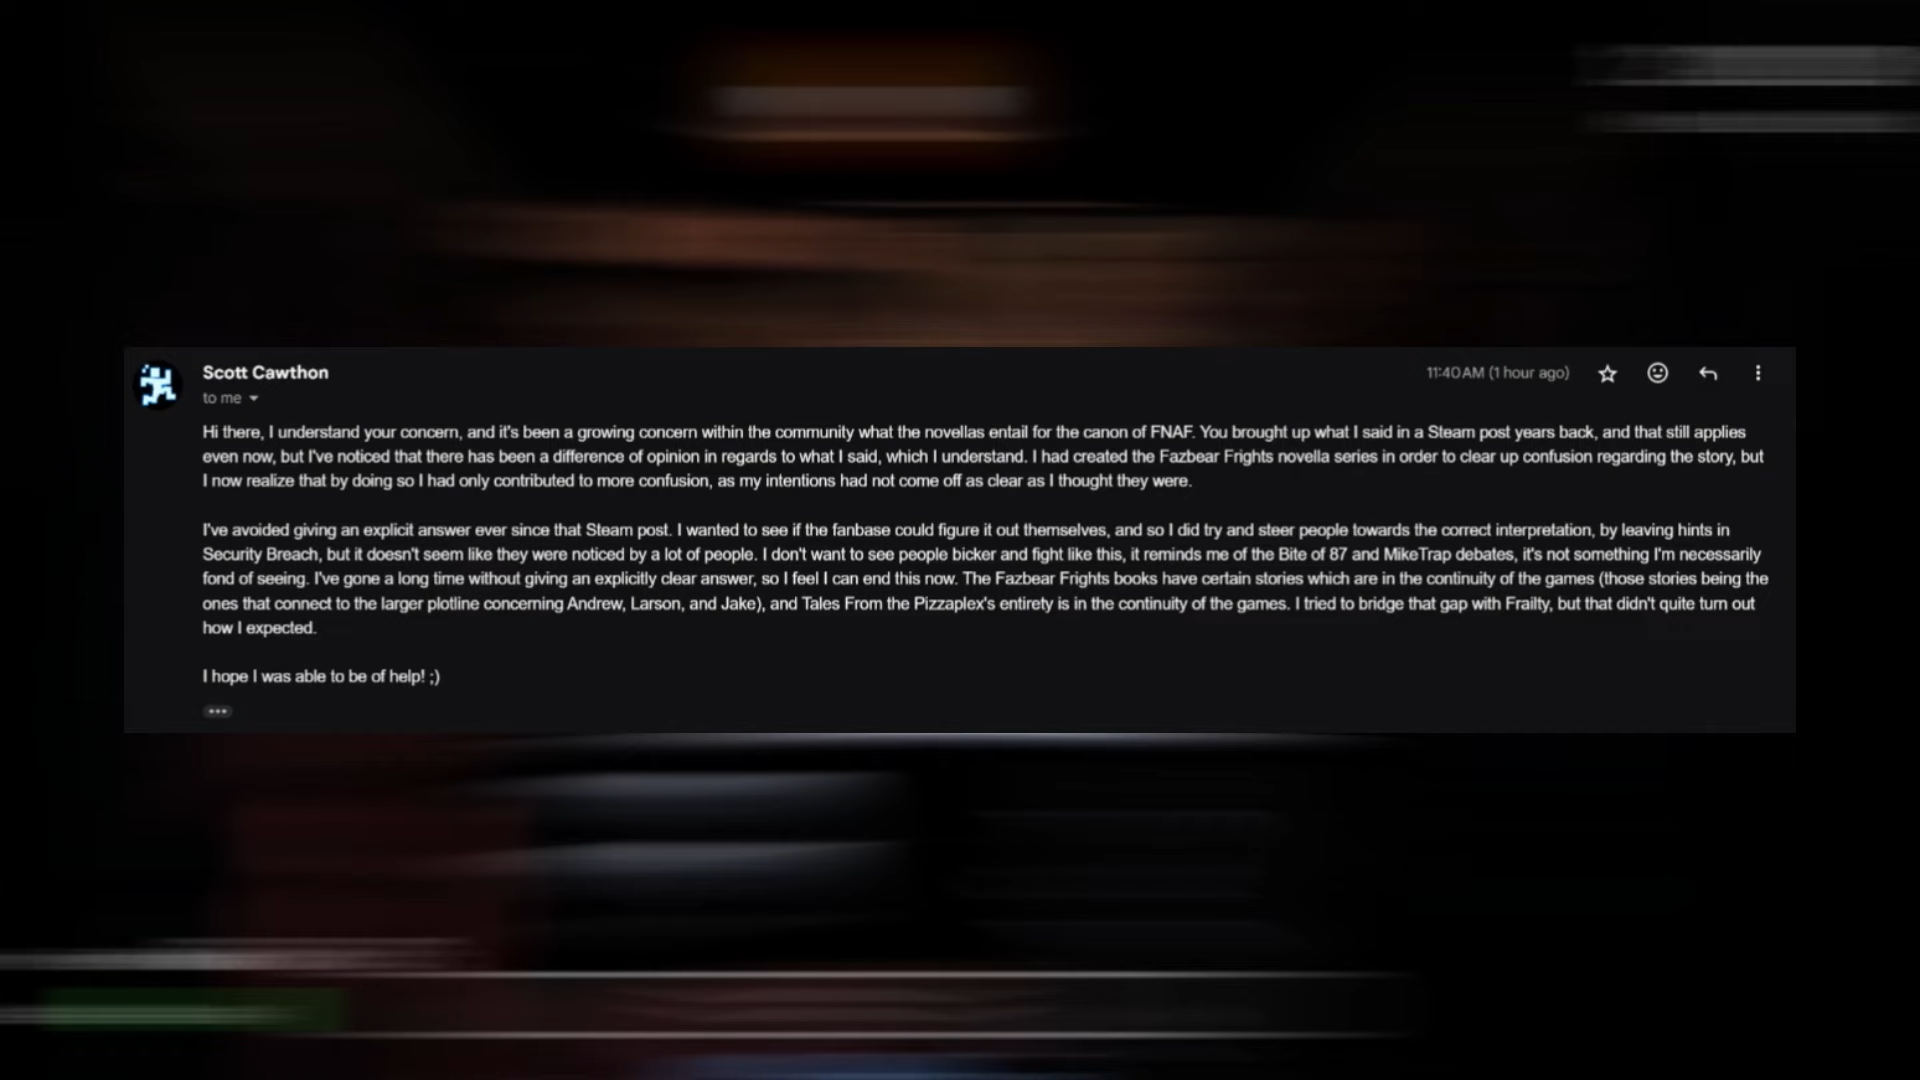 Scott Cawthon
11:40 AM (1 hour ago)
to me
Hi there, I understand your concern, and it's been a growing concern within the community what the novellas entail for the canon of FNAF. You brought up what I said in a Steam post years back, and that still applies
even now, but I've noticed that there has been a difference of opinion in regards to what I said, which I understand. I had created the Fazbear Frights novella series in order to clear up confusion regarding the story, but
I now realize that by doing so I had only contributed to more confusion, as my intentions had not come off as clear as I thought they were.
I've avoided giving an explicit answer ever since that Steam post. I wanted to see if the fanbase could figure it out themselves, and so I did try and steer people towards the correct interpretation, by leaving hints in
Security Breach, but it doesn't seem like they were noticed by a lot of people. I don't want to see people bicker and fight like this, it reminds me of the Bite of 87 and MikeTrap debates, it's not something I'm necessarily
fond of seeing. I've gone a long time without giving an explicitly clear answer, so I feel I can end this now. The Fazbear Frights books have certain stories which are in the continuity of the games (those stories being the
ones that connect to the larger plotline concerning Andrew, Larson, and Jake), and Tales From the Pizzaplex's entirety is in the continuity of the games. I tried to bridge that gap with Frailty, but that didn't quite turn out
how I expected.
I hope I was able to be of help! ;)